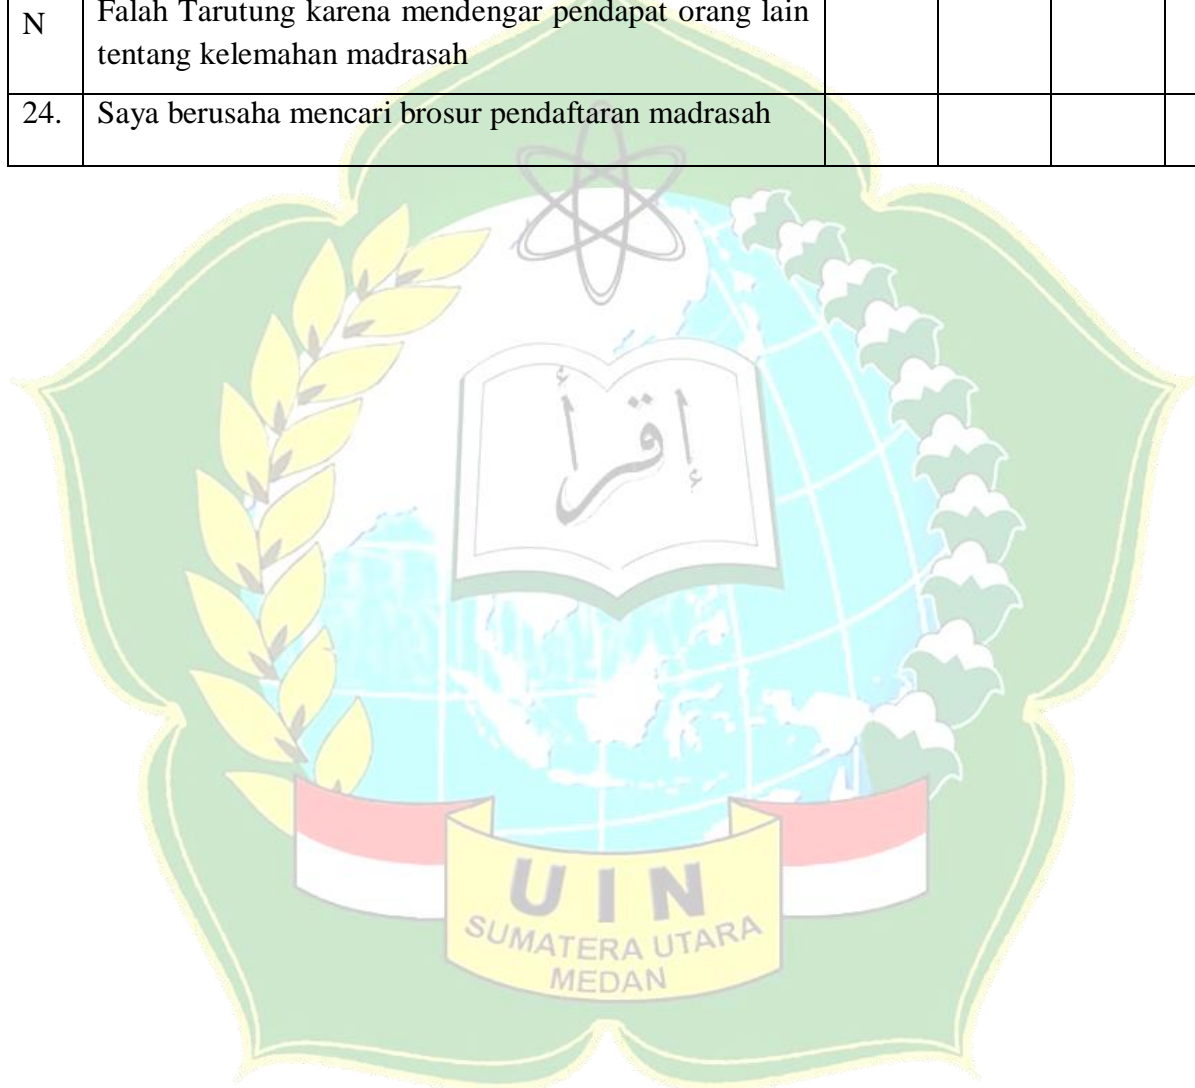 N
Falah Tarutung karena mendengar pendapat orang lain
tentang kelemahan madrasah
24. Saya berusaha mencari brosur pendaftaran madrasah
إقرأ
UIN
SUMATERA UTARA
MEDAN